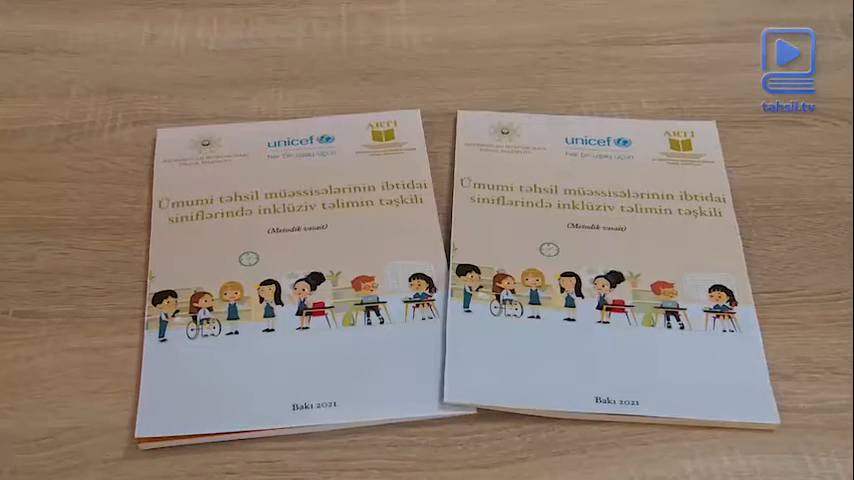 tahsil.tv
unicef
hər bir uşaq üçün
ARTİ
Ümumi təhsil müəssisələrinin ibtidai
siniflərində inklüziv təlimin təşkili
(Metodik vəsait)
Bakı 2021
unicef
hər bir uşaq üçün
ARTİ
Ümumi təhsil müəssisələrinin ibtidai
siniflərində inklüziv təlimin təşkili
(Metodik vəsait)
Bakı 2021